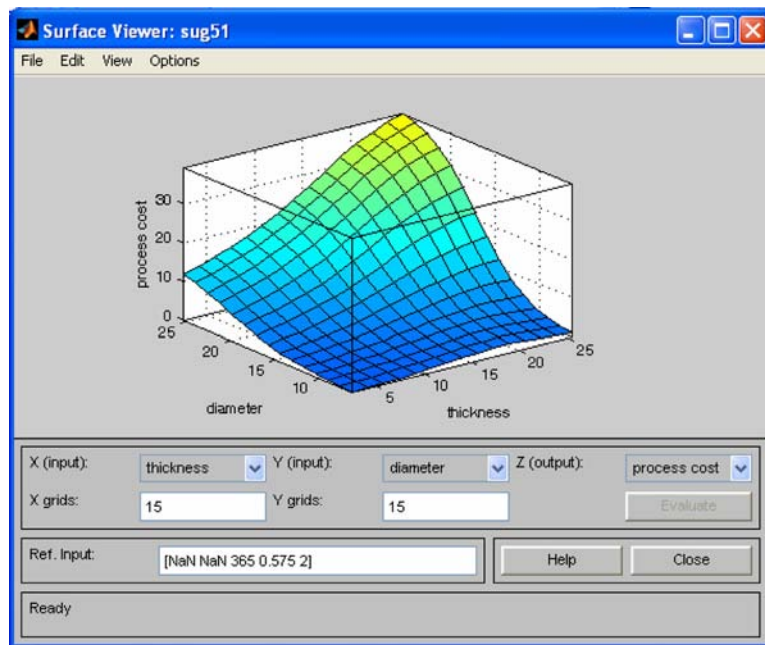 Surface Viewer: sug51
File Edit View Options
process cost
30
20
10
0
25
20
15
10
diameter
5
10
15
20
25
thickness
X (input): thickness Y (input): diameter Z (output): process cost
X grids: 15 Y grids: 15 Evaluate
Ref. Input: [NaN NaN 365 0.575 2] Help Close
Ready